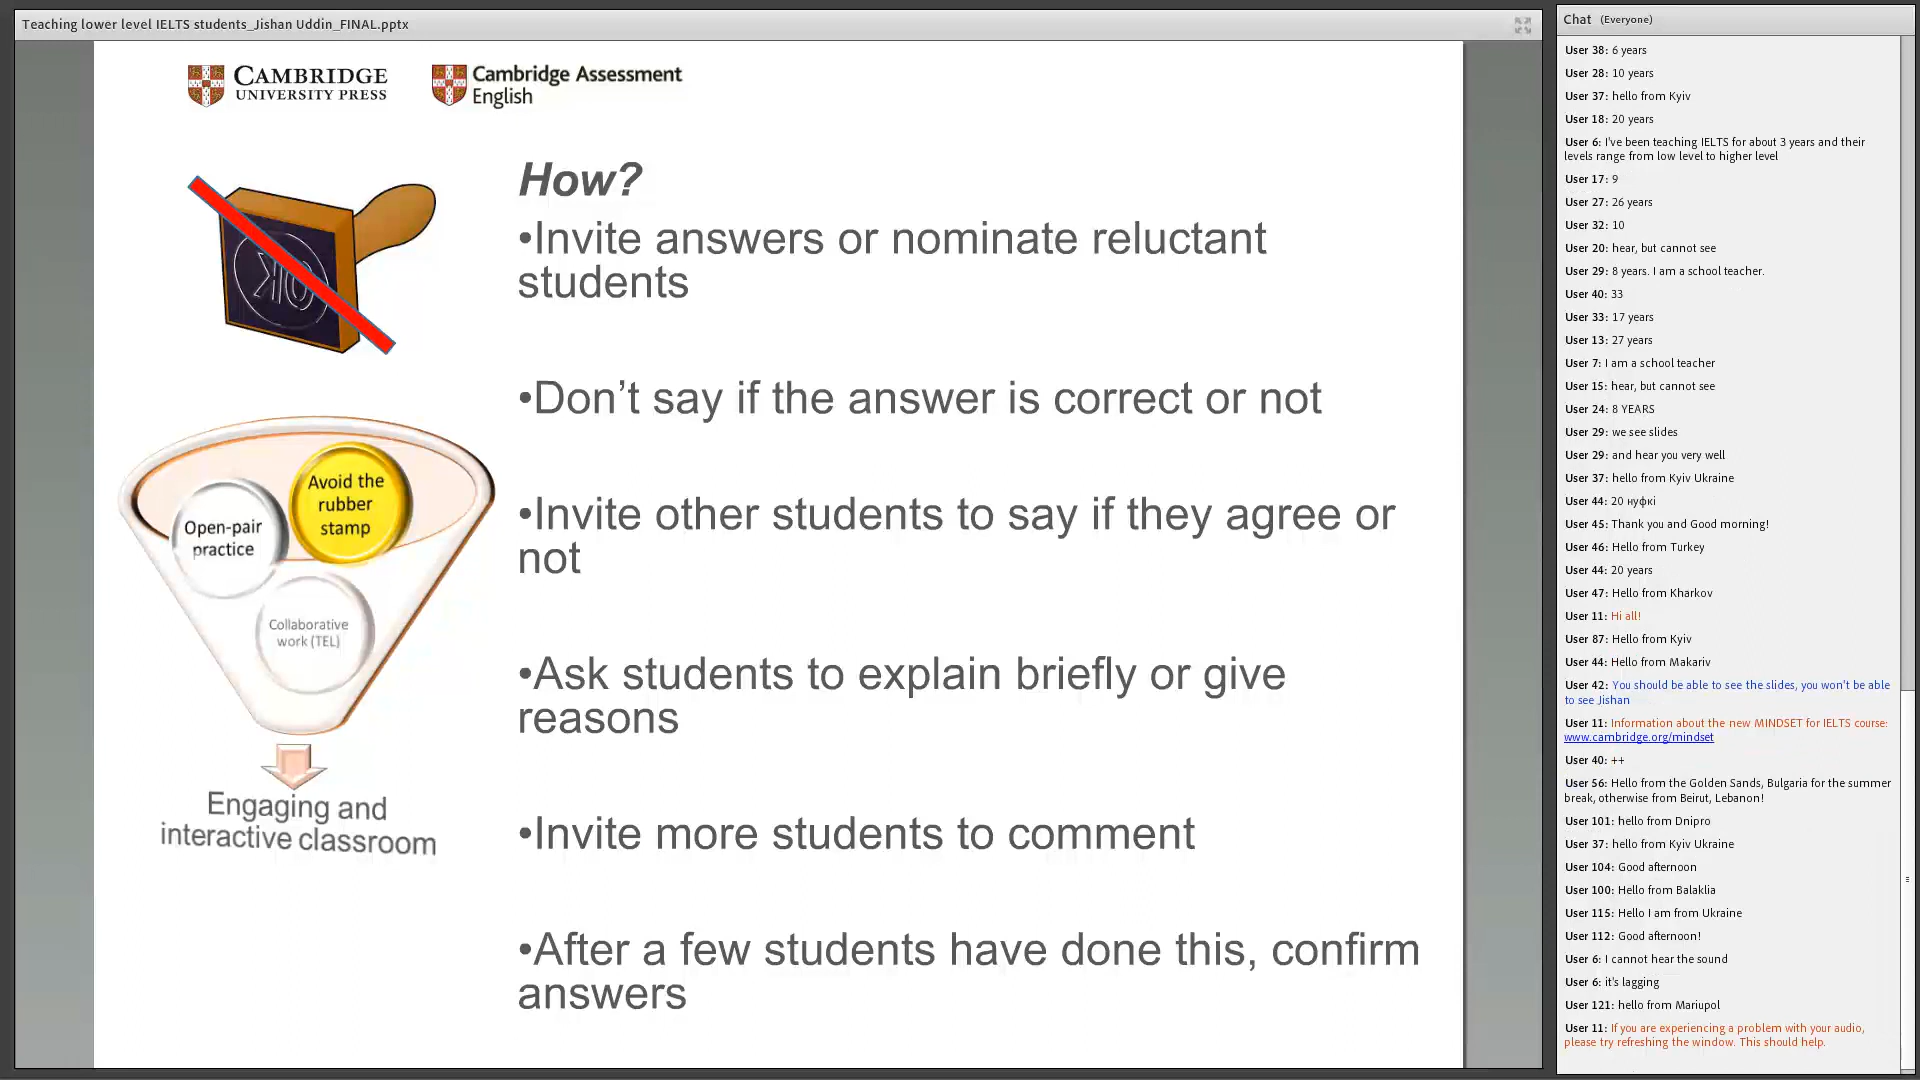 Teaching lower level IELTS students_Jishan Uddin_FINAL.pptx
CAMBRIDGE
UNIVERSITY PRESS
Cambridge Assessment
English
OK
How?
•Invite answers or nominate reluctant
students
•Don’t say if the answer is correct or not
•Invite other students to say if they agree or
not
•Ask students to explain briefly or give
reasons
•Invite more students to comment
•After a few students have done this, confirm
answers
Avoid the
rubber
stamp
Open-pair
practice
Collaborative
work (TEL)
Engaging and
interactive classroom
Chat (Everyone)
User 38: 6 years
User 28: 10 years
User 37: hello from Kyiv
User 18: 20 years
User 6: I've been teaching IELTS for about 3 years and their
levels range from low level to higher level
User 17: 9
User 27: 26 years
User 32: 10
User 20: hear, but cannot see
User 29: 8 years. I am a school teacher.
User 40: 33
User 33: 17 years
User 13: 27 years
User 7: I am a school teacher
User 15: hear, but cannot see
User 24: 8 YEARS
User 29: we see slides
User 29: and hear you very well
User 37: hello from Kyiv Ukraine
User 44: 20 нуфкі
User 45: Thank you and Good morning!
User 46: Hello from Turkey
User 44: 20 years
User 47: Hello from Kharkov
User 11: Hi all!
User 87: Hello from Kyiv
User 44: Hello from Makariv
User 42: You should be able to see the slides, you won't be able
to see Jishan
User 11: Information about the new MINDSET for IELTS course:
www.cambridge.org/mindset
User 40: ++
User 56: Hello from the Golden Sands, Bulgaria for the summer
break, otherwise from Beirut, Lebanon!
User 101: hello from Dnipro
User 37: hello from Kyiv Ukraine
User 104: Good afternoon
User 100: Hello from Balaklia
User 115: Hello I am from Ukraine
User 112: Good afternoon!
User 6: I cannot hear the sound
User 6: it's lagging
User 121: hello from Mariupol
User 11: If you are experiencing a problem with your audio,
please try refreshing the window. This should help.